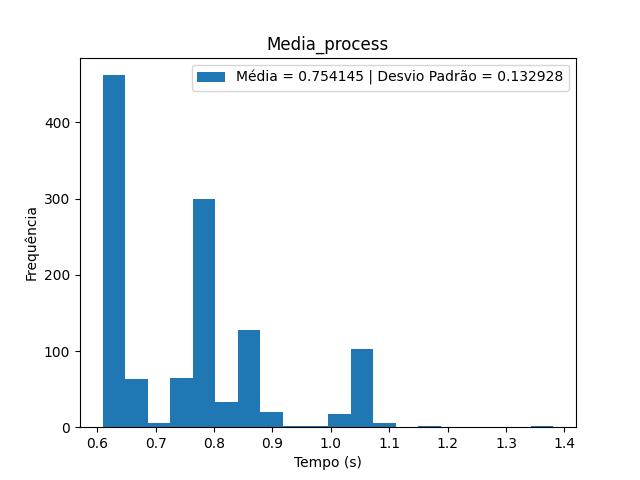 Media_process
Média = 0.754145 | Desvio Padrão = 0.132928
Frequência
400
300
200
100
0
0.6 0.7 0.8 0.9 1.0 1.1 1.2 1.3 1.4
Tempo (s)